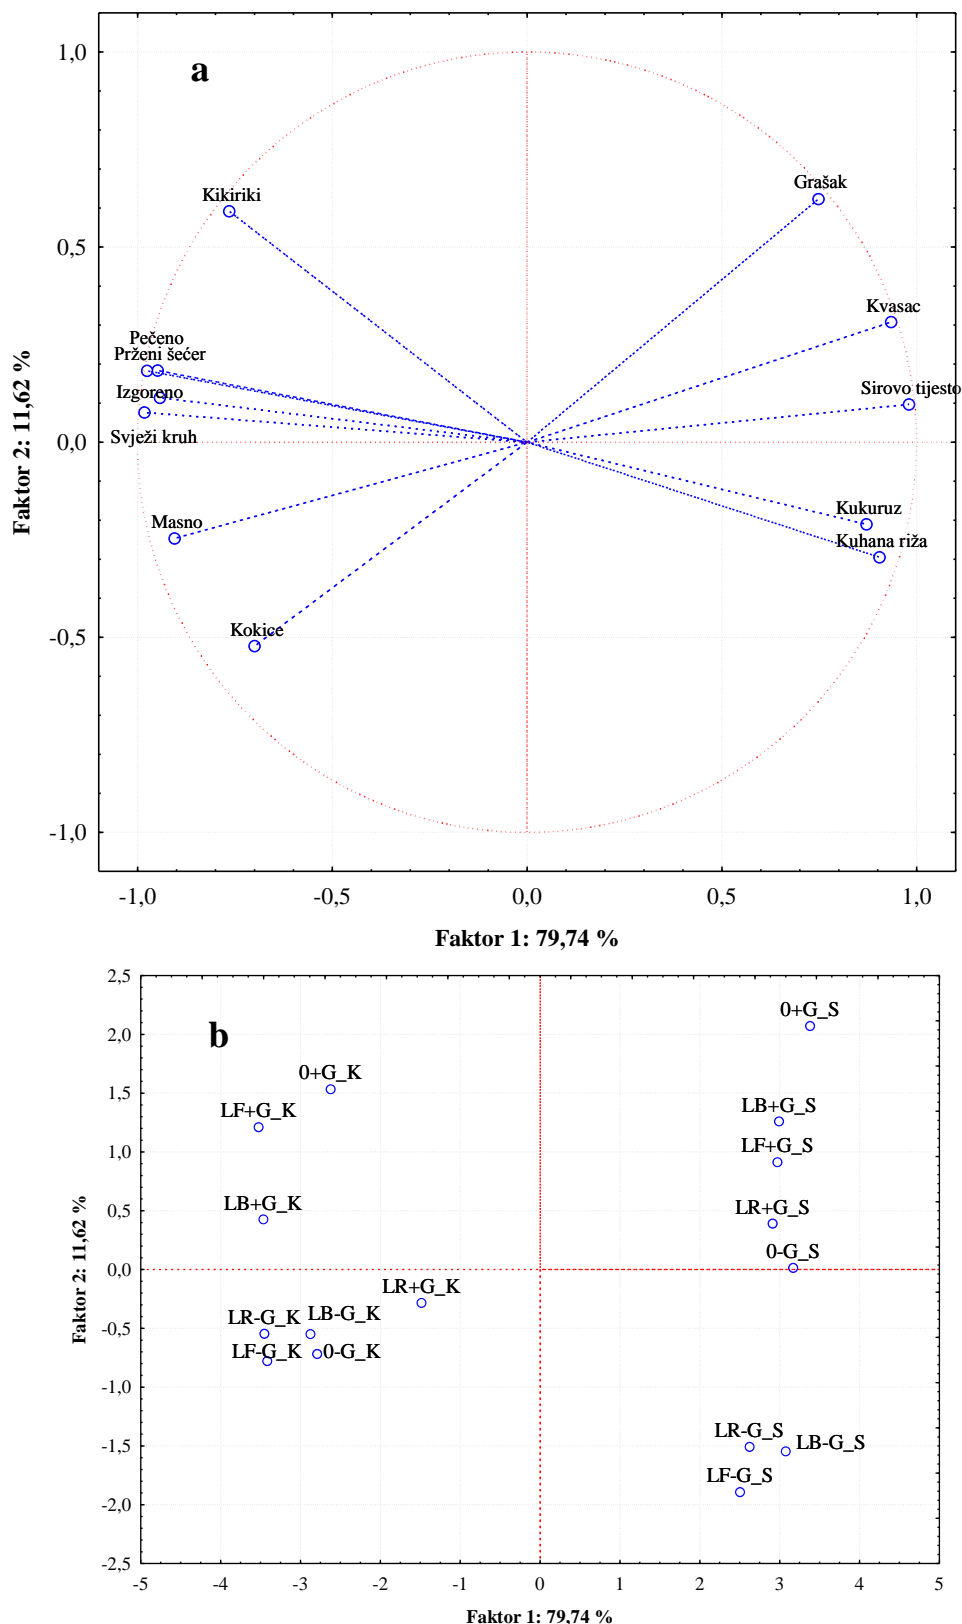 a
1,0
0,5
0,0
-0,5
-1,0
Faktor 2: 11,62 %
Kikiriki
Grašak
Kvasac
Pečeno
Prženi šećer
Izgoreno
Sirovo tijesto
Svježi kruh
Kukuruz
Masno
Kuhana riža
Kokice
-1,0 -0,5 0,0 0,5 1,0
Faktor 1: 79,74 %
b
2,5
2,0
1,5
1,0
0,5
0,0
-0,5
-1,0
-1,5
-2,0
-2,5
Faktor 2: 11,62 %
0+G_S
0+G_K
LF+G_K
LB+G_S
LF+G_S
LB+G_K
LR+G_S
0-G_S
LR+G_K
LR-G_K
LB-G_K
LF-G_K
0-G_K
LR-G_S
LB-G_S
LF-G_S
-5 -4 -3 -2 -1 0 1 2 3 4 5
Faktor 1: 79,74 %